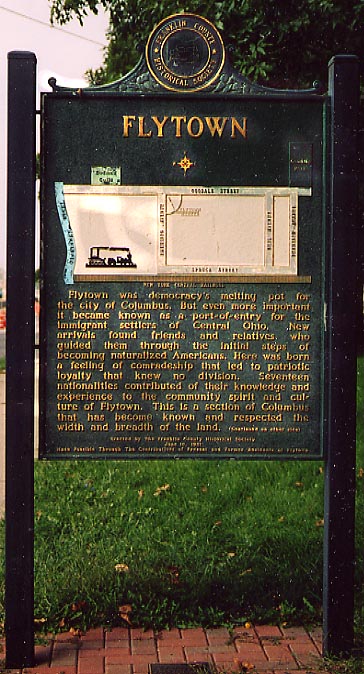 FRANKLIN COUNTY
HISTORICAL SOCIETY
FLYTOWN
GOODALE STREET
SPRUCE STREET
NEW YORK CENTRAL RAILROAD
Flytown was democracy's melting pot for
the city of Columbus. But even more important
it became known as a port-of-entry for the
immigrant settlers of Central Ohio. New
arrivals found friends and relatives, who
guided them through the initial steps of
becoming naturalized Americans. Here was born
a feeling of comradeship that led to patriotic
loyalty that knew no division. Seventeen
nationalities contributed of their knowledge and
experience to the community spirit and cul-
ture of Flytown. This is a section of Columbus
that has become known and respected the
width and breadth of the land. (Continued on other side)
Erected by The Franklin County Historical Society
June
Made Possible Through The Contributions of Present and Former Residents of Flytown